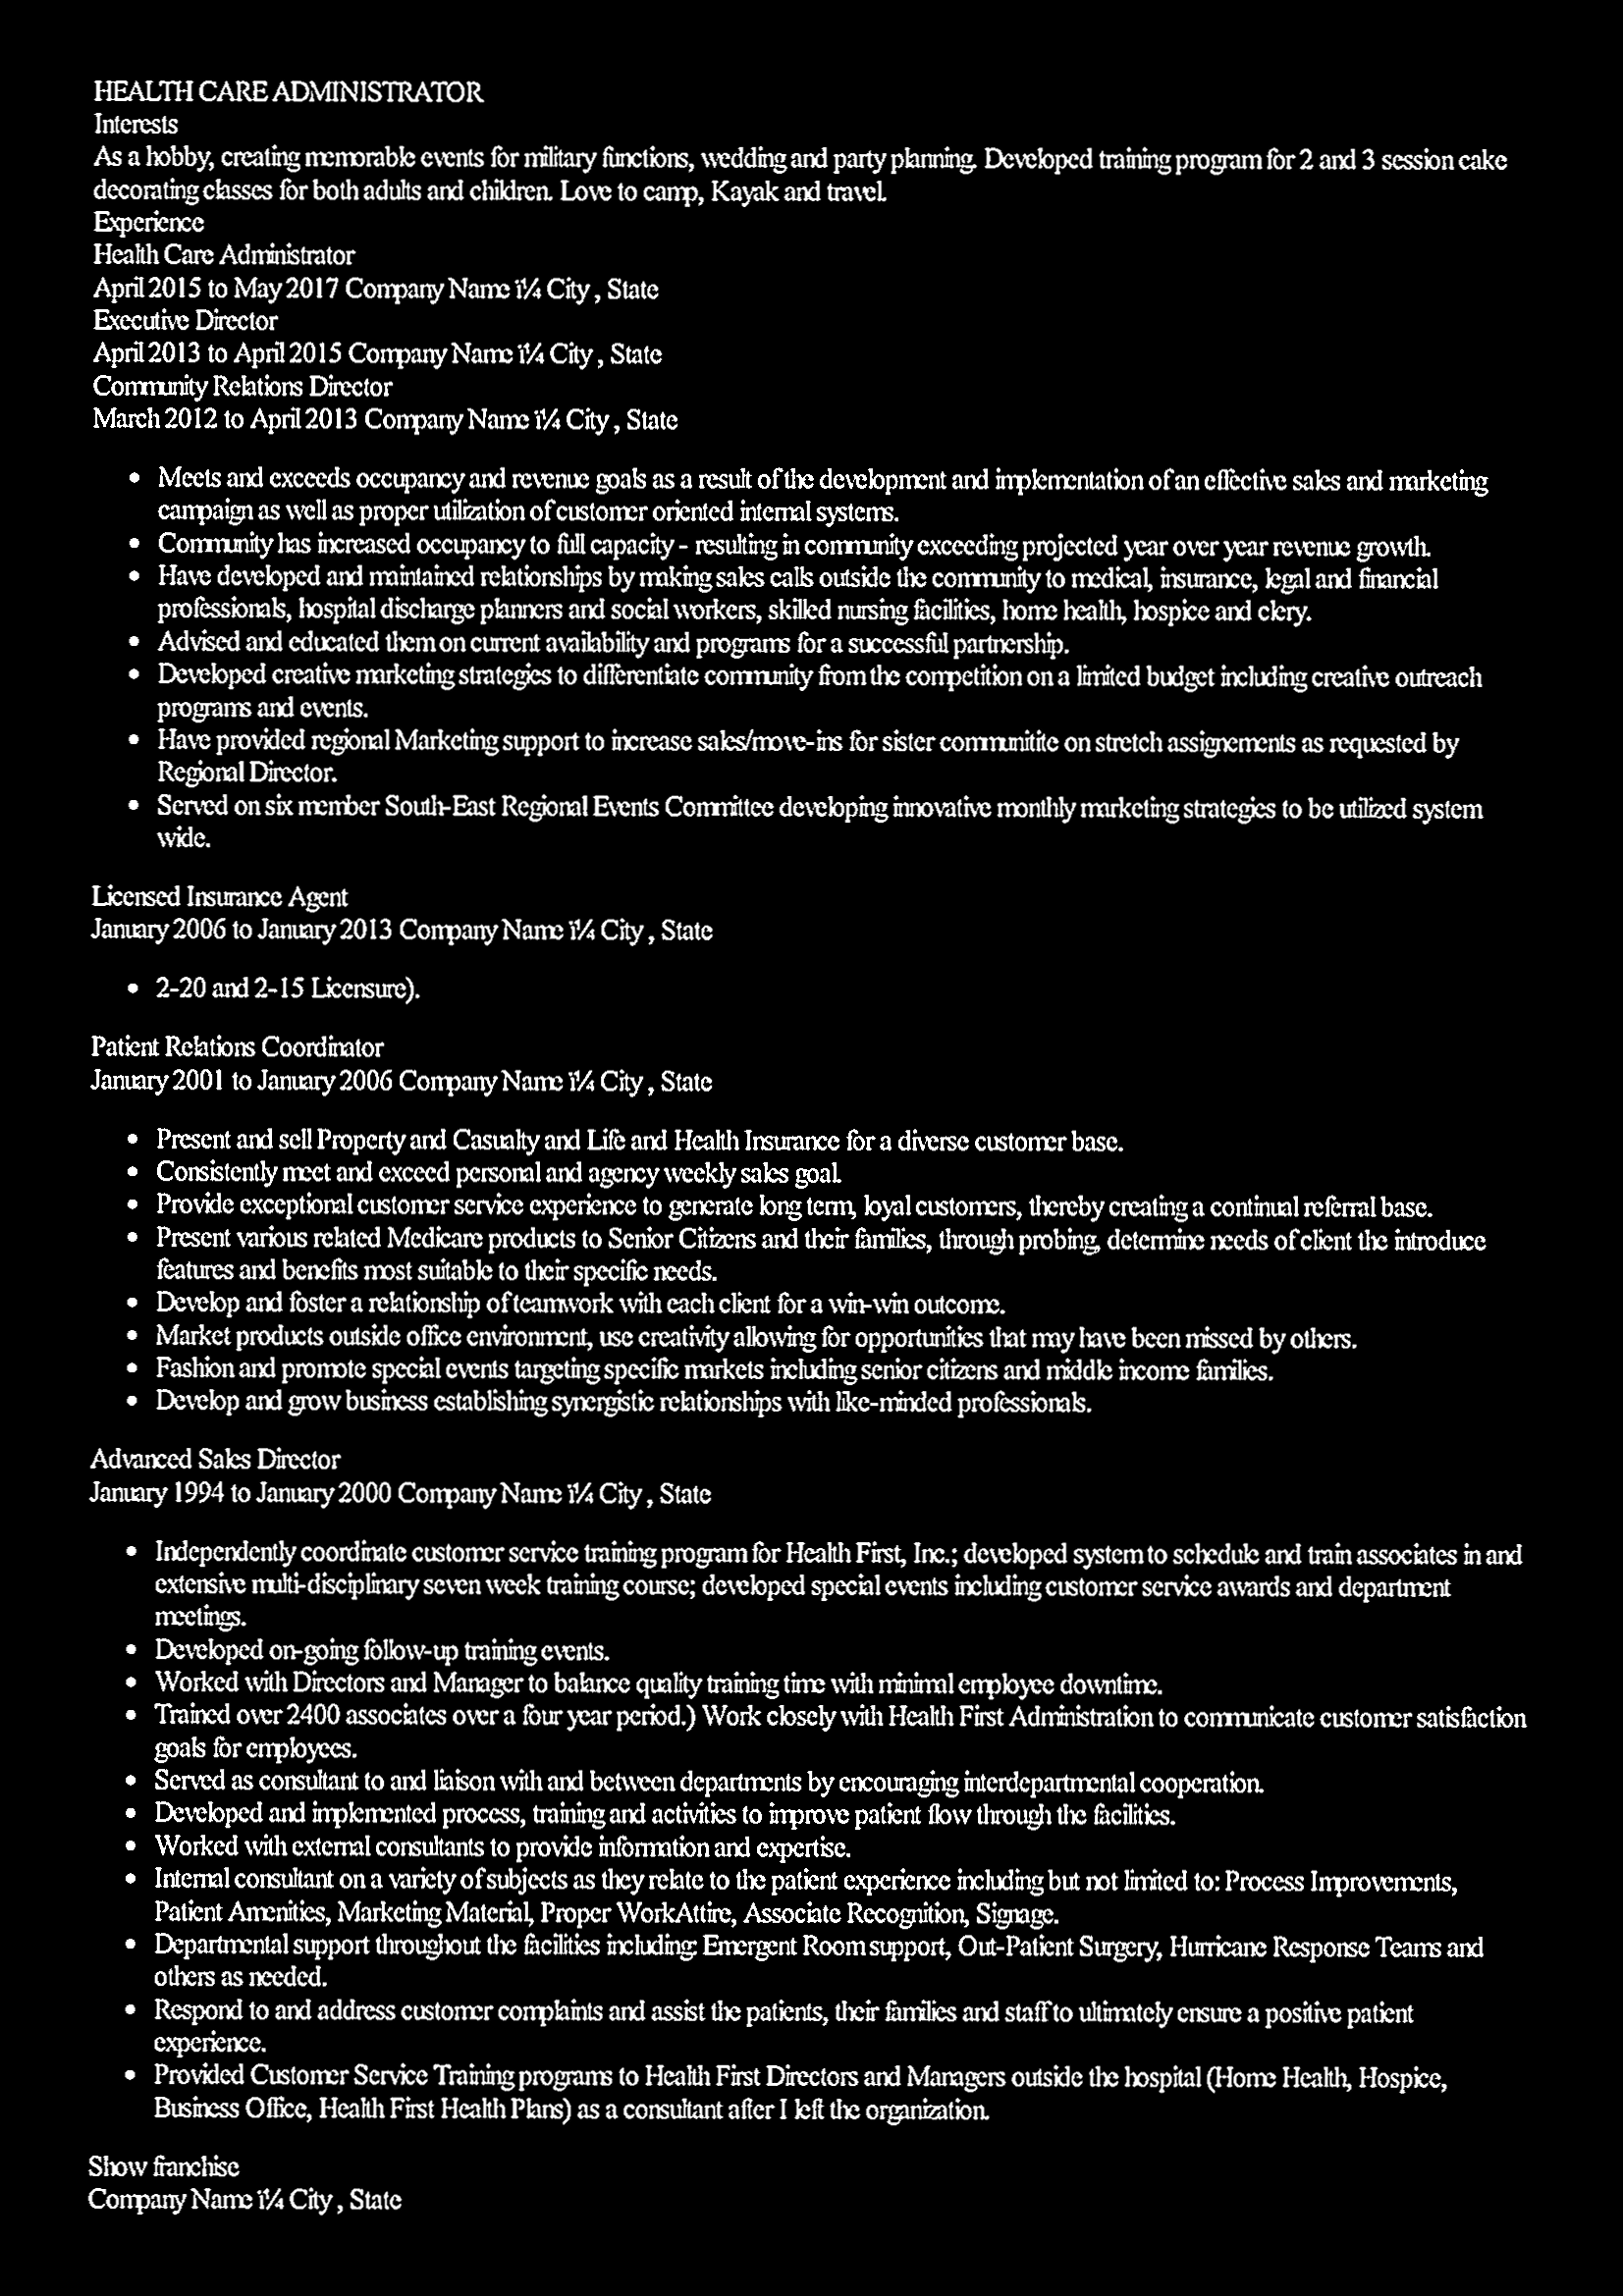 HEALTH CARE ADMINISTRATOR
Interests
As a hobby, creating memorable events for military functions, wedding and party planning. Developed training program for 2 and 3 session cake
decorating classes for both adults and children. Love to camp, Kayak and travel.
Experience
Health Care Administrator
April 2015 to May 2017 Company Name ï¼ City , State
Executive Director
April 2013 to April 2015 Company Name ï¼ City , State
Community Relations Director
March 2012 to April 2013 Company Name ï¼ City , State
• Meets and exceeds occupancy and revenue goals as a result of the development and implementation of an effective sales and marketing
campaign as well as proper utilization of customer oriented internal systems.
• Community has increased occupancy to full capacity - resulting in community exceeding projected year over year revenue growth.
• Have developed and maintained relationships by making sales calls outside the community to medical, insurance, legal and financial
professionals, hospital discharge planners and social workers, skilled nursing facilities, home health, hospice and clery.
• Advised and educated them on current availability and programs for a successful partnership.
• Developed creative marketing strategies to differentiate community from the competition on a limited budget including creative outreach
programs and events.
• Have provided regional Marketing support to increase sales/move-ins for sister communitite on stretch assignements as requested by
Regional Director.
• Served on six member South-East Regional Events Committee developing innovative monthly marketing strategies to be utilized system
wide.
Licensed Insurance Agent
January 2006 to January 2013 Company Name ï¼ City , State
• 2-20 and 2-15 Licensure).
Patient Relations Coordinator
January 2001 to January 2006 Company Name ï¼ City , State
• Present and sell Property and Casualty and Life and Health Insurance for a diverse customer base.
• Consistently meet and exceed personal and agency weekly sales goal.
• Provide exceptional customer service experience to generate long term, loyal customers, thereby creating a continual referral base.
• Present various related Medicare products to Senior Citizens and their families, through probing, determine needs of client the introduce
features and benefits most suitable to their specific needs.
• Develop and foster a relationship of teamwork with each client for a win-win outcome.
• Market products outside office environment, use creativity allowing for opportunities that may have been missed by others.
• Fashion and promote special events targeting specific markets including senior citizens and middle income families.
• Develop and grow business establishing synergistic relationships with like-minded professionals.
Advanced Sales Director
January 1994 to January 2000 Company Name ï¼ City , State
• Independently coordinate customer service training program for Health First, Inc.; developed system to schedule and train associates in and
extensive multi-disciplinary seven week training course; developed special events including customer service awards and department
meetings.
• Developed on-going follow-up training events.
• Worked with Directors and Manager to balance quality training time with minimal employee downtime.
• Trained over 2400 associates over a four year period.) Work closely with Health First Administration to communicate customer satisfaction
goals for employees.
• Served as consultant to and liaison with and between departments by encouraging interdepartmental cooperation.
• Developed and implemented process, training and activities to improve patient flow through the facilities.
• Worked with external consultants to provide information and expertise.
• Internal consultant on a variety of subjects as they relate to the patient experience including but not limited to: Process Improvements,
Patient Amenities, Marketing Material, Proper WorkAttire, Associate Recognition, Signage.
• Departmental support throughout the facilities including: Emergent Room support, Out-Patient Surgery, Hurricane Response Teams and
others as needed.
• Respond to and address customer complaints and assist the patients, their families and staff to ultimately ensure a positive patient
experience.
• Provided Customer Service Training programs to Health First Directors and Managers outside the hospital (Home Health, Hospice,
Business Office, Health First Health Plans) as a consultant after I left the organization.
Show franchise
Company Name ï¼ City , State